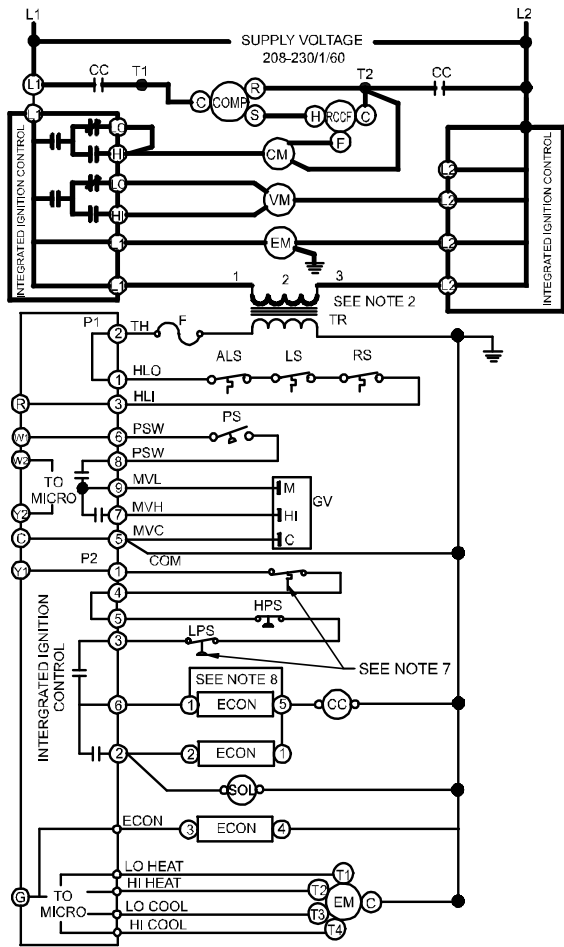 L1 L2
SUPPLY VOLTAGE
208-230/1/60
L1 CC T1 T2 CC
C COMP R
S H RCCF C
F
L1
LO
HI CM
L2
LO
HI VM L2
L1 EM L2
L1 1 2 3 L2
INTEGRATED IGNITION CONTROL
INTEGRATED IGNITION CONTROL
SEE NOTE 2
TR
P1 2 TH F
ALS LS RS
1 HLO
R 3 HLI
PS
W1 6 PSW
W2 8 PSW
TO
MICRO
9 MVL M
GV
Y2 7 MVH HI
C 5 MVC C
COM
Y1 P2 1
4
5 HPS
3 LPS
SEE NOTE 7
INTERGRATED IGNITION
CONTROL
SEE NOTE 8
6 1 ECON 5 CC
2 2 ECON 1
SOL
ECON
3 ECON 4
LO HEAT T1
G TO
MICRO
HI HEAT T2
EM C
LO COOL T3
HI COOL T4